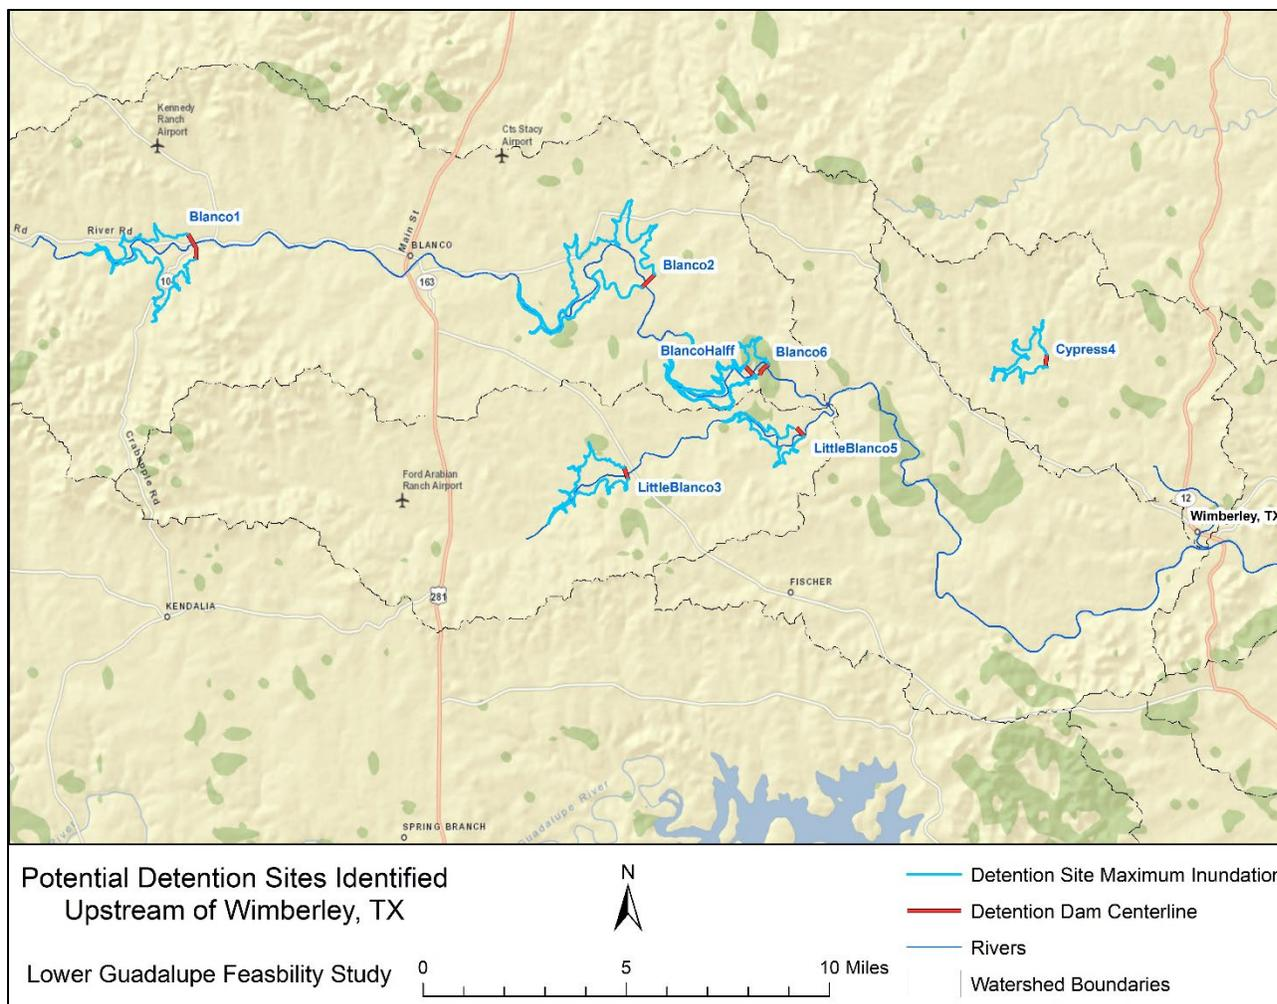 Kennedy
Ranch
Airport
Cts Stacy
Airport
Blanco1
Rd
River Rd
Main St
BLANCO
10
163
Blanco2
BlancoHalff
Blanco6
Cypress4
LittleBlanco5
LittleBlanco3
Crabapple Rd
Ford Arabian
Ranch Airport
12
Wimberley, TX
281
FISCHER
KENDALIA
River
SPRING BRANCH
Guadalupe River
Potential Detention Sites Identified
Upstream of Wimberley, TX
Lower Guadalupe Feasbility Study
N
0 5 10 Miles
Detention Site Maximum Inundation
Detention Dam Centerline
Rivers
Watershed Boundaries